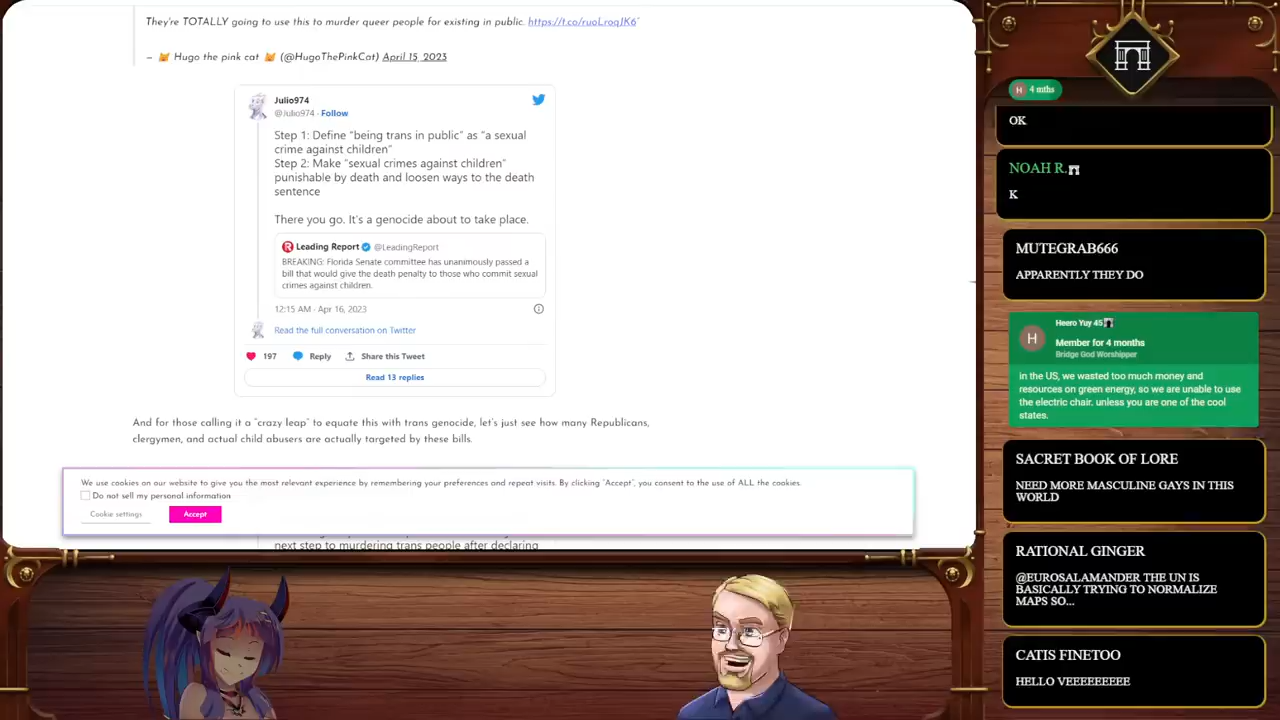 They're TOTALLY going to use this to murder queer people for existing in public. https://t.co/ruoLroqJK6"
— 🐱 Hugo the pink cat 🐱 (@HugoThePinkCat) April 15, 2023
Julio974
@Julio974 · Follow
Step 1: Define "being trans in public" as "a sexual
crime against children"
Step 2: Make "sexual crimes against children"
punishable by death and loosen ways to the death
sentence
There you go. It's a genocide about to take place.
Leading Report @LeadingReport
BREAKING: Florida Senate committee has unanimously passed a
bill that would give the death penalty to those who commit sexual
crimes against children.
12:15 AM · Apr 16, 2023
Read the full conversation on Twitter
197 Reply Share this Tweet
Read 13 replies
And for those calling it a "crazy leap" to equate this with trans genocide, let's just see how many Republicans,
clergymen, and actual child abusers are actually targeted by these bills.
We use cookies on our website to give you the most relevant experience by remembering your preferences and repeat visits. By clicking "Accept", you consent to the use of ALL the cookies.
Do not sell my personal information
Cookie settings Accept
next step to murdering trans people after declaring
H 4 mths
OK
NOAH R.
K
MUTEGRAB666
APPARENTLY THEY DO
H
Heero Yuy 45
Member for 4 months
Bridge God Worshipper
in the US, we wasted too much money and
resources on green energy, so we are unable to use
the electric chair. unless you are one of the cool
states.
SACRET BOOK OF LORE
NEED MORE MASCULINE GAYS IN THIS
WORLD
RATIONAL GINGER
@EUROSALAMANDER THE UN IS
BASICALLY TRYING TO NORMALIZE
MAPS SO...
CATIS FINETOO
HELLO VEEEEEEEEE